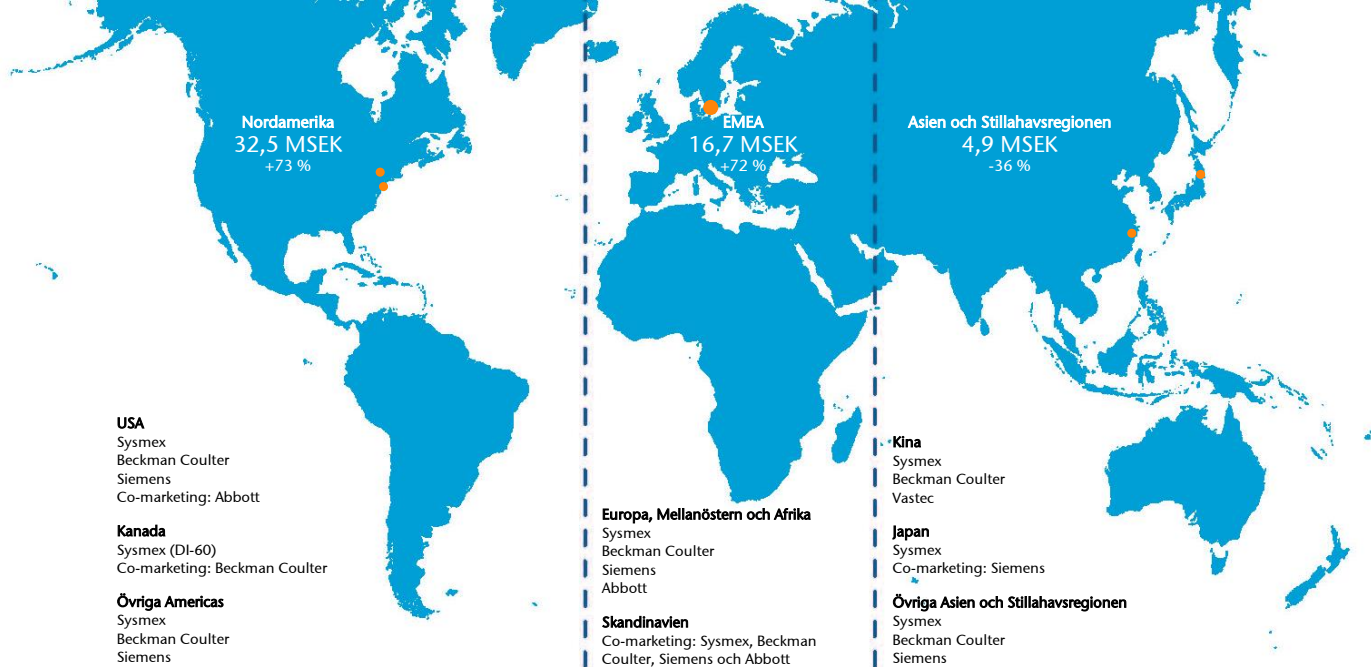 Nordamerika
32,5 MSEK
+73 %
EMEA
16,7 MSEK
+72 %
Asien och Stillahavsregionen
4,9 MSEK
-36 %
USA
Sysmex
Beckman Coulter
Siemens
Co-marketing: Abbott
Kanada
Sysmex (DI-60)
Co-marketing: Beckman Coulter
Övriga Americas
Sysmex
Beckman Coulter
Siemens
Europa, Mellanöstern och Afrika
Sysmex
Beckman Coulter
Siemens
Abbott
Skandinavien
Co-marketing: Sysmex, Beckman
Coulter, Siemens och Abbott
Kina
Sysmex
Beckman Coulter
Vastec
Japan
Sysmex
Co-marketing: Siemens
Övriga Asien och Stillahavsregionen
Sysmex
Beckman Coulter
Siemens